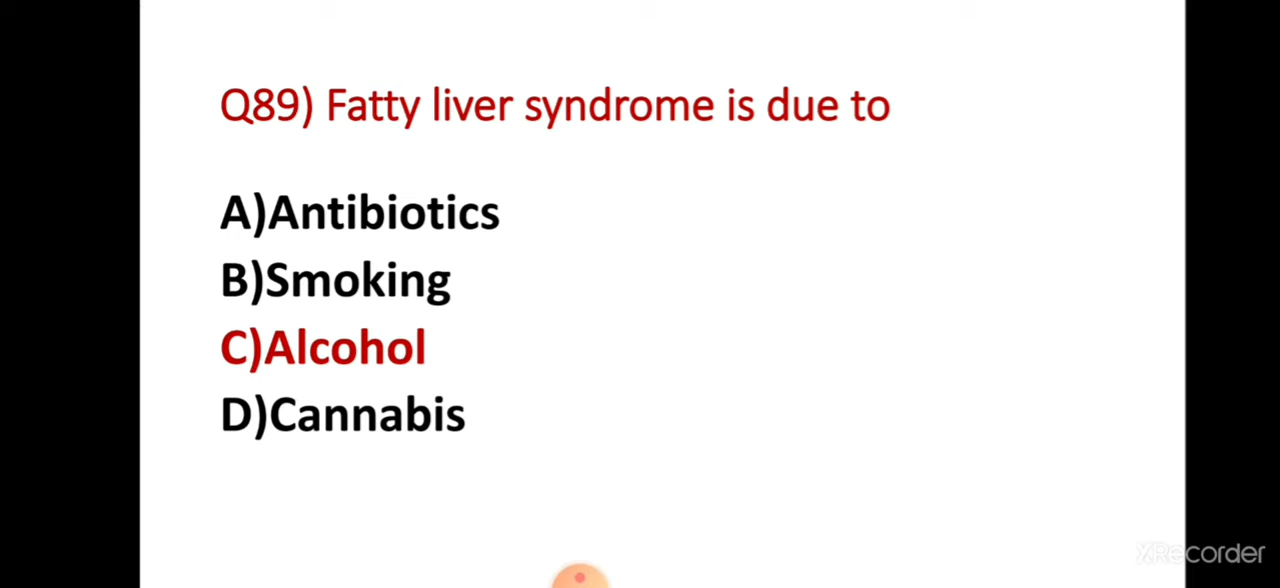 Q89) Fatty liver syndrome is due to
A)Antibiotics
B)Smoking
C)Alcohol
D)Cannabis
XRecorder